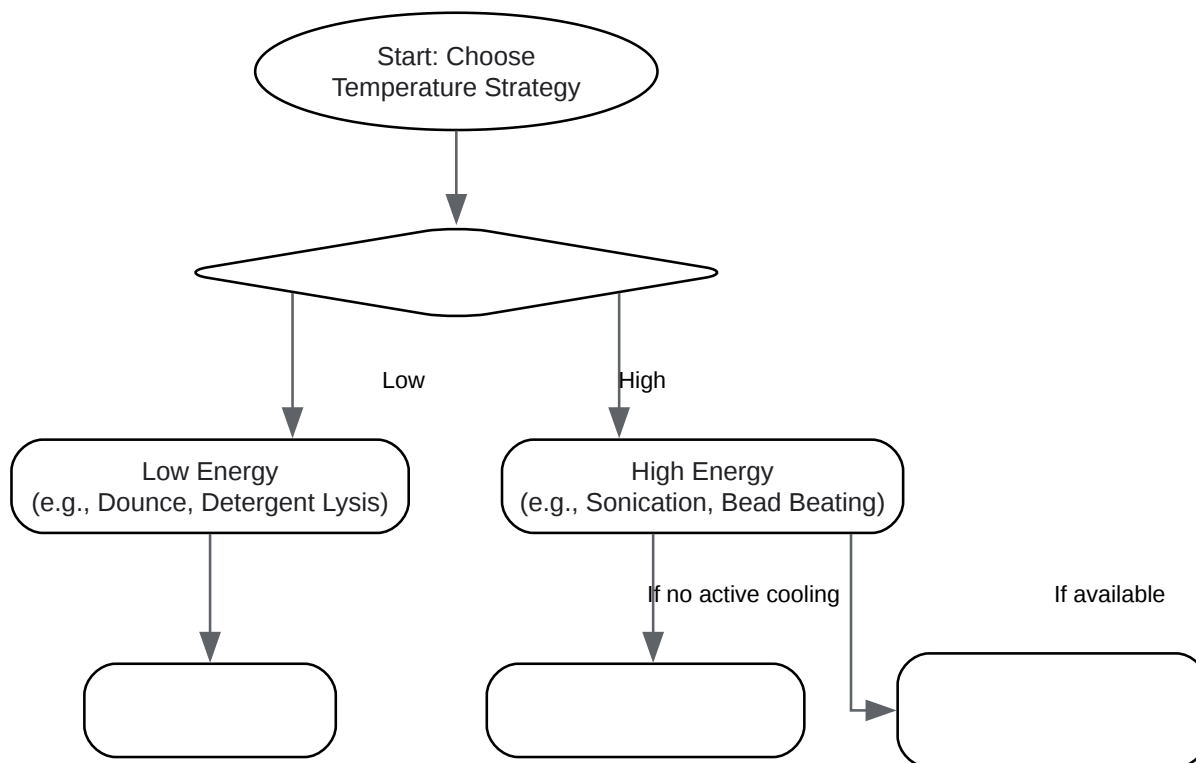 Start: Choose
Temperature Strategy
Low
High
Low Energy
(e.g., Dounce, Detergent Lysis)
High Energy
(e.g., Sonication, Bead Beating)
If no active cooling
If available